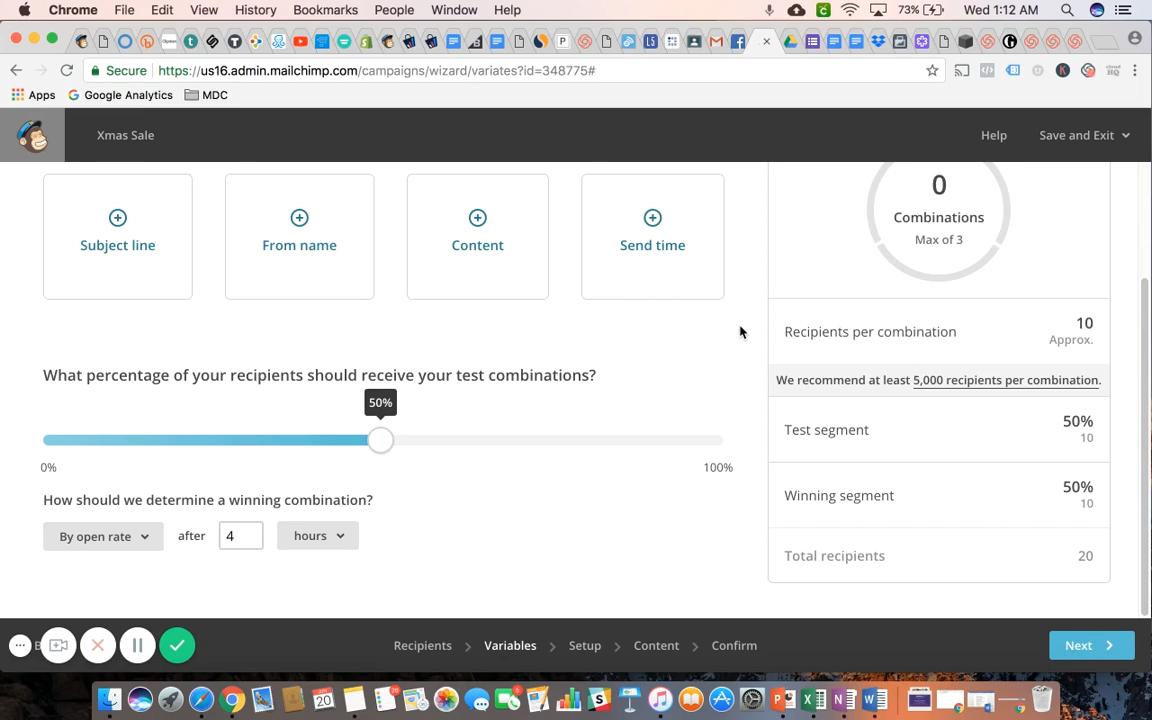 Chrome File Edit View History Bookmarks People Window Help
73% Wed 1:12 AM
Secure https://us16.admin.mailchimp.com/campaigns/wizard/variates?id=348775#
Apps Google Analytics MDC
Xmas Sale Help Save and Exit
Subject line From name Content Send time
0
Combinations
Max of 3
Recipients per combination 10
Approx.
What percentage of your recipients should receive your test combinations?
We recommend at least 5,000 recipients per combination.
50%
Test segment 50%
10
0% 100%
How should we determine a winning combination?
Winning segment 50%
10
By open rate after 4 hours
Total recipients 20
Recipients Variables Setup Content Confirm
Next